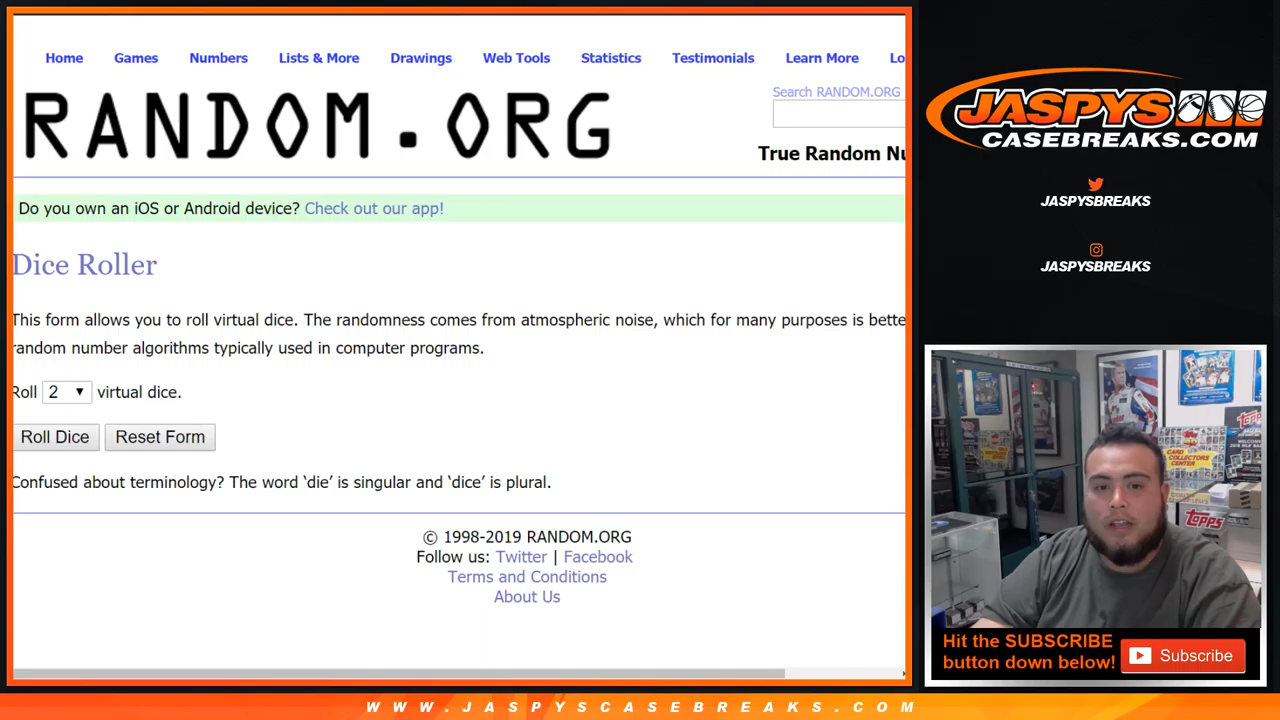 Home Games Numbers Lists & More Drawings Web Tools Statistics Testimonials Learn More Lo
RANDOM.ORG
Search RANDOM.ORG
True Random Nu
Do you own an iOS or Android device? Check out our app!
Dice Roller
This form allows you to roll virtual dice. The randomness comes from atmospheric noise, which for many purposes is bette
random number algorithms typically used in computer programs.
Roll 2 virtual dice.
Roll Dice Reset Form
Confused about terminology? The word ‘die’ is singular and ‘dice’ is plural.
© 1998-2019 RANDOM.ORG
Follow us: Twitter | Facebook
Terms and Conditions
About Us
JASPYS
CASEBREAKS.COM
JASPYSBREAKS
JASPYSBREAKS
CARD
COLLECTORS
CENTER
TOPPS
Hit the SUBSCRIBE
button down below!
Subscribe
WWW.JASPYSCASEBREAKS.COM